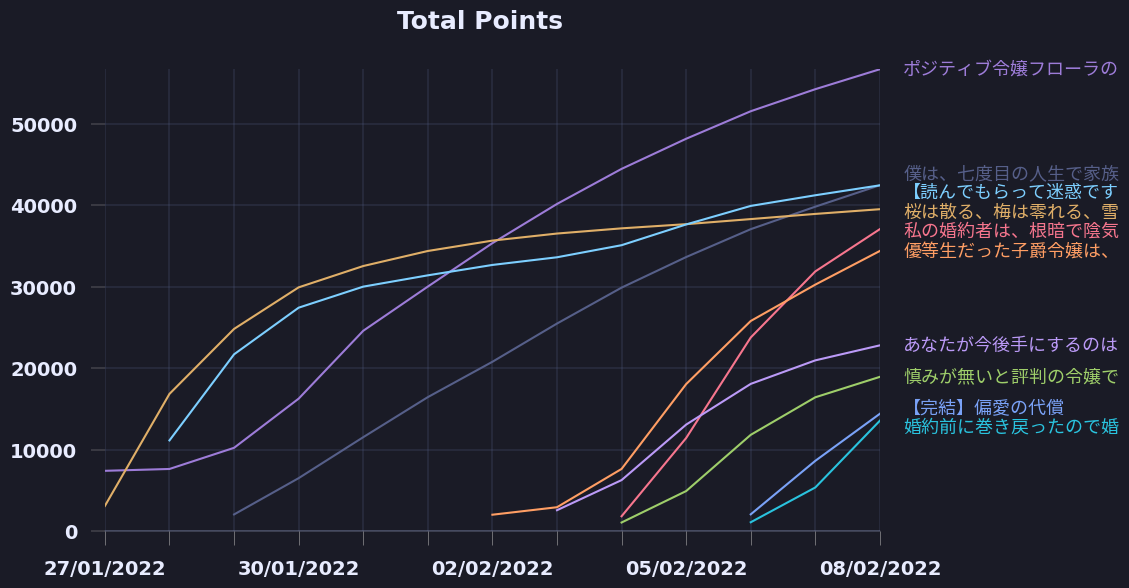 Total Points
50000
40000
30000
20000
10000
0
27/01/2022
30/01/2022
02/02/2022
05/02/2022
08/02/2022
ポジティブ令嬢フローラの
僕は、七度目の人生で家族
【読んでもらって迷惑です
桜は散る、梅は零れる、雪
私の婚約者は、根暗で陰気
優等生だった子爵令嬢は、
あなたが今後手にするのは
慎みが無いと評判の令嬢で
【完結】偏愛の代償
婚約前に巻き戻ったので婚